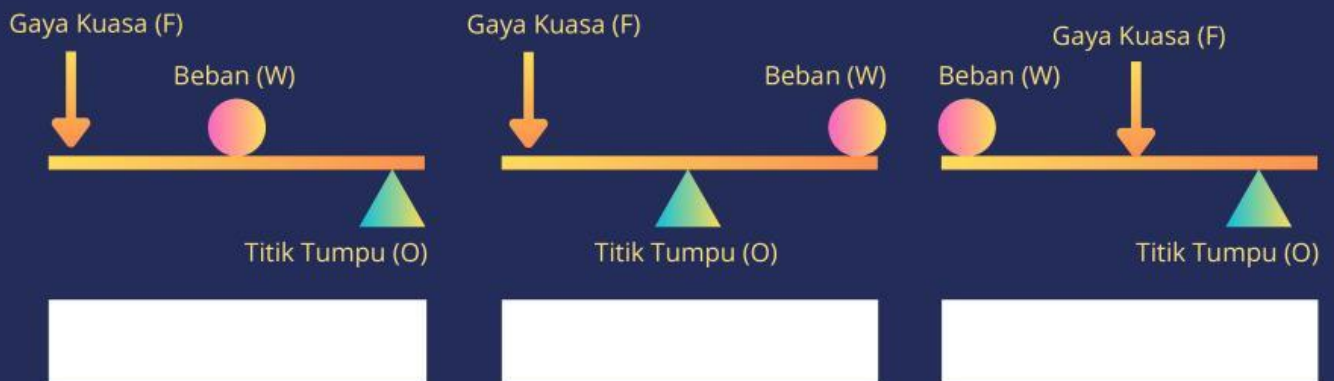 Gaya Kuasa (F)
Beban (W)
Titik Tumpu (O)
Gaya Kuasa (F)
Beban (W)
Titik Tumpu (O)
Gaya Kuasa (F)
Beban (W)
Titik Tumpu (O)